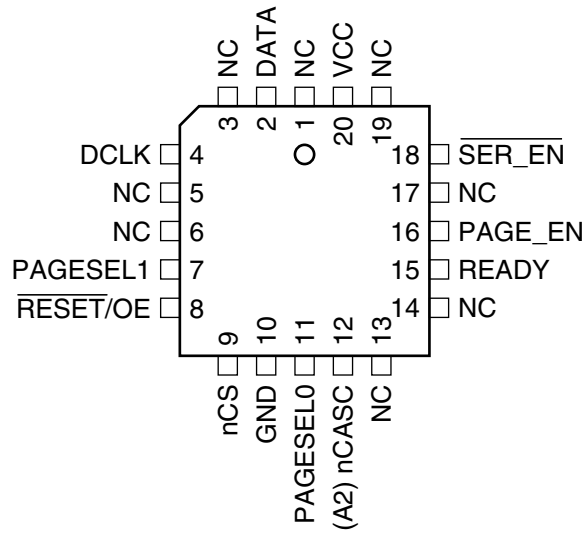 NC
DATA
NC
VCC
NC
3
2
1
20
19
DCLK 4
NC 5
NC 6
PAGESEL1 7
RESET/OE 8
18 SER_EN
17 NC
16 PAGE_EN
15 READY
14 NC
9
10
11
12
13
nCS
GND
PAGESEL0
(A2) nCASC
NC